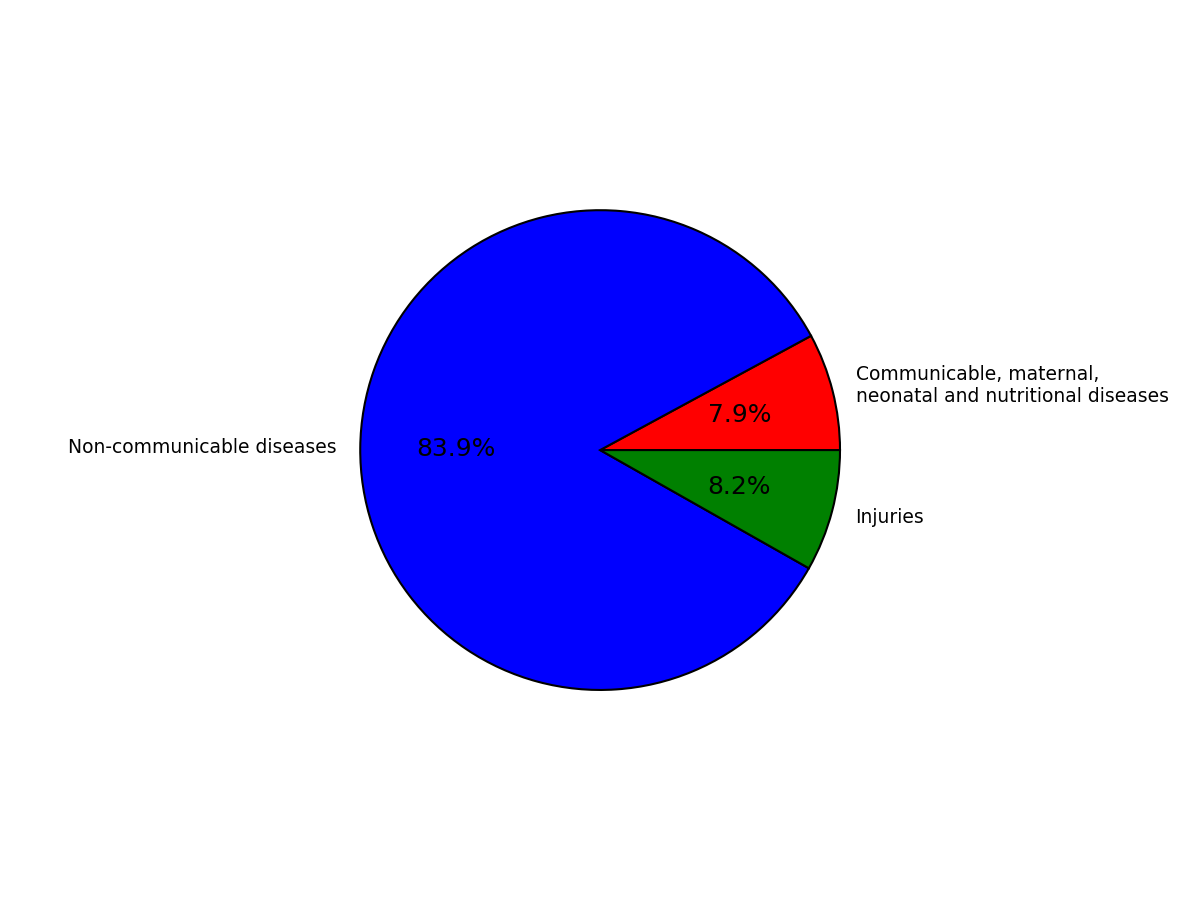 Communicable, maternal,
neonatal and nutritional diseases
7.9%
Non-communicable diseases
83.9%
8.2%
Injuries